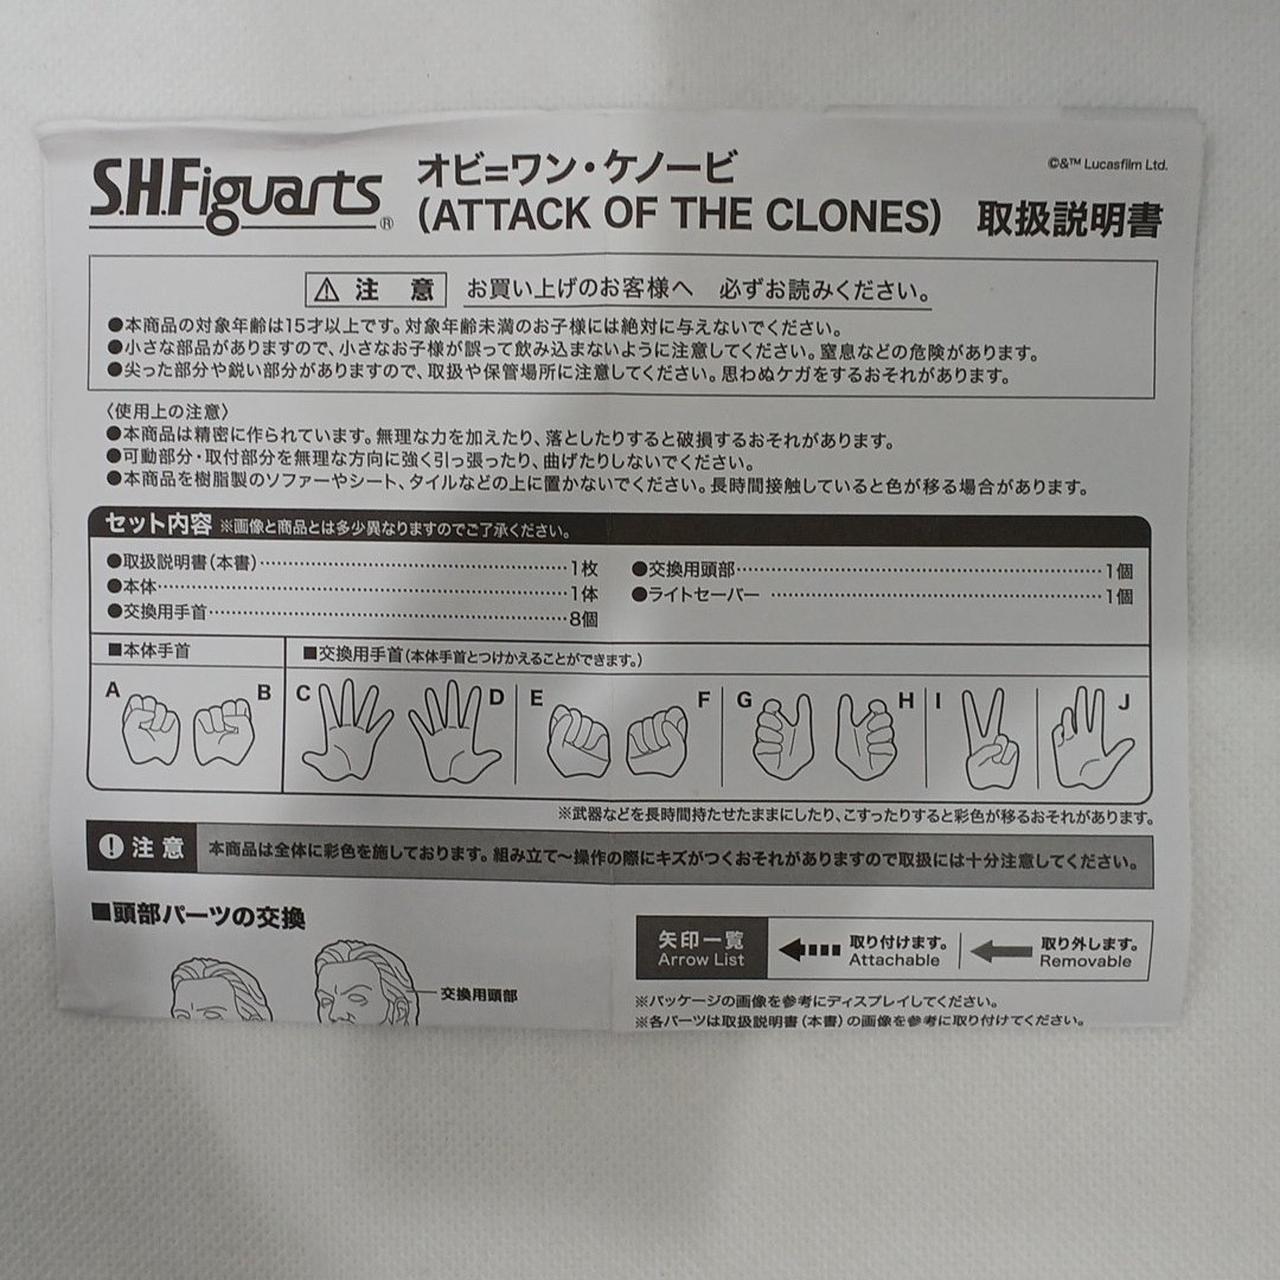 S.H.Figuarts®
オビ=ワン・ケノービ
(ATTACK OF THE CLONES) 取扱説明書
©&™ Lucasfilm Ltd.
⚠ 注 意 お買い上げのお客様へ 必ずお読みください。
●本商品の対象年齢は15才以上です。対象年齢未満のお子様には絶対に与えないでください。
●小さな部品がありますので、小さなお子様が誤って飲み込まないように注意してください。窒息などの危険があります。
●尖った部分や鋭い部分がありますので、取扱や保管場所に注意してください。思わぬケガをするおそれがあります。
〈使用上の注意〉
●本商品は精密に作られています。無理な力を加えたり、落としたりすると破損するおそれがあります。
●可動部分・取付部分を無理な方向に強く引っ張ったり、曲げたりしないでください。
●本商品を樹脂製のソファーやシート、タイルなどの上に置かないでください。長時間接触していると色が移る場合があります。
セット内容 ※画像と商品とは多少異なりますのでご了承ください。
●取扱説明書(本書)……1枚
●本体……1体
●交換用手首……8個
●交換用頭部……1個
●ライトセーバー……1個
■本体手首
■交換用手首(本体手首とつけかえることができます。)
A B C D E F G H I J
※武器などを長時間持たせたままにしたり、こすったりすると彩色が移るおそれがあります。
! 注 意 本商品は全体に彩色を施しております。組み立て〜操作の際にキズがつくおそれがありますので取扱には十分注意してください。
■頭部パーツの交換
交換用頭部
矢印一覧
Arrow List
取り付けます。
Attachable
取り外します。
Removable
※パッケージの画像を参考にディスプレイしてください。
※各パーツは取扱説明書(本書)の画像を参考に取り付けてください。